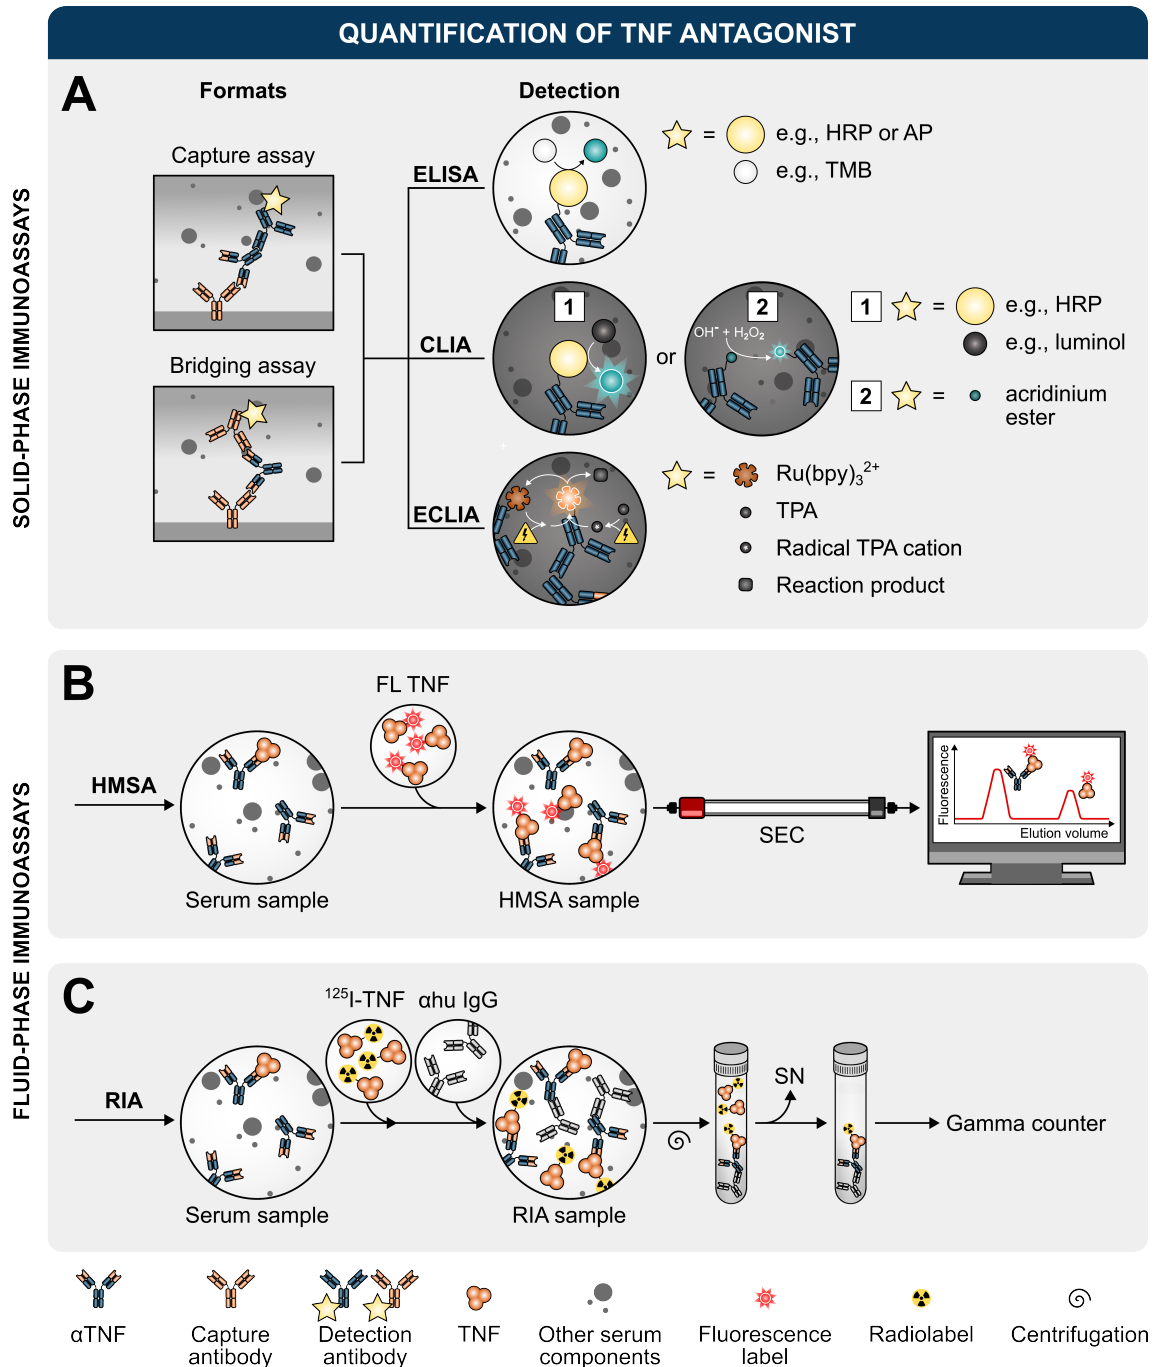 QUANTIFICATION OF TNF ANTAGONIST
SOLID-PHASE IMMUNOASSAYS
A
Formats
Detection
Capture assay
Bridging assay
ELISA
= e.g., HRP or AP
e.g., TMB
CLIA
1
or
2
OH⁻ + H₂O₂
1 = e.g., HRP
e.g., luminol
2 = acridinium
ester
ECLIA
= Ru(bpy)₃²⁺
TPA
Radical TPA cation
Reaction product
FLUID-PHASE IMMUNOASSAYS
B
FL TNF
HMSA
Serum sample
HMSA sample
SEC
Fluorescence
Elution volume
C
¹²⁵I-TNF
αhu IgG
RIA
Serum sample
RIA sample
SN
Gamma counter
αTNF
Capture
antibody
Detection
antibody
TNF
Other serum
components
Fluorescence
label
Radiolabel
Centrifugation